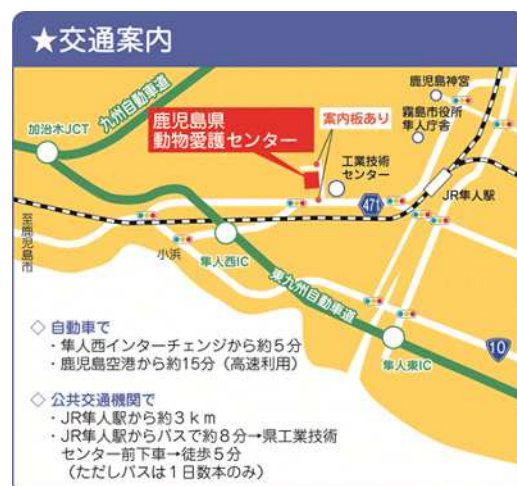 ★交通案内
鹿児島神宮
九州自動車道
加治木JCT
鹿児島県
動物愛護センター
案内板あり
霧島市役所
隼人庁舎
工業技術
センター
471
JR隼人駅
至鹿児島市
小浜
隼人西IC
東九州自動車道
10
隼人東IC
◇ 自動車で
・隼人西インターチェンジから約5分
・鹿児島空港から約15分（高速利用）
◇ 公共交通機関で
・JR隼人駅から約3ｋｍ
・JR隼人駅からバスで約8分→県工業技術
センター前下車→徒歩5分
（ただしバスは1日数本のみ）